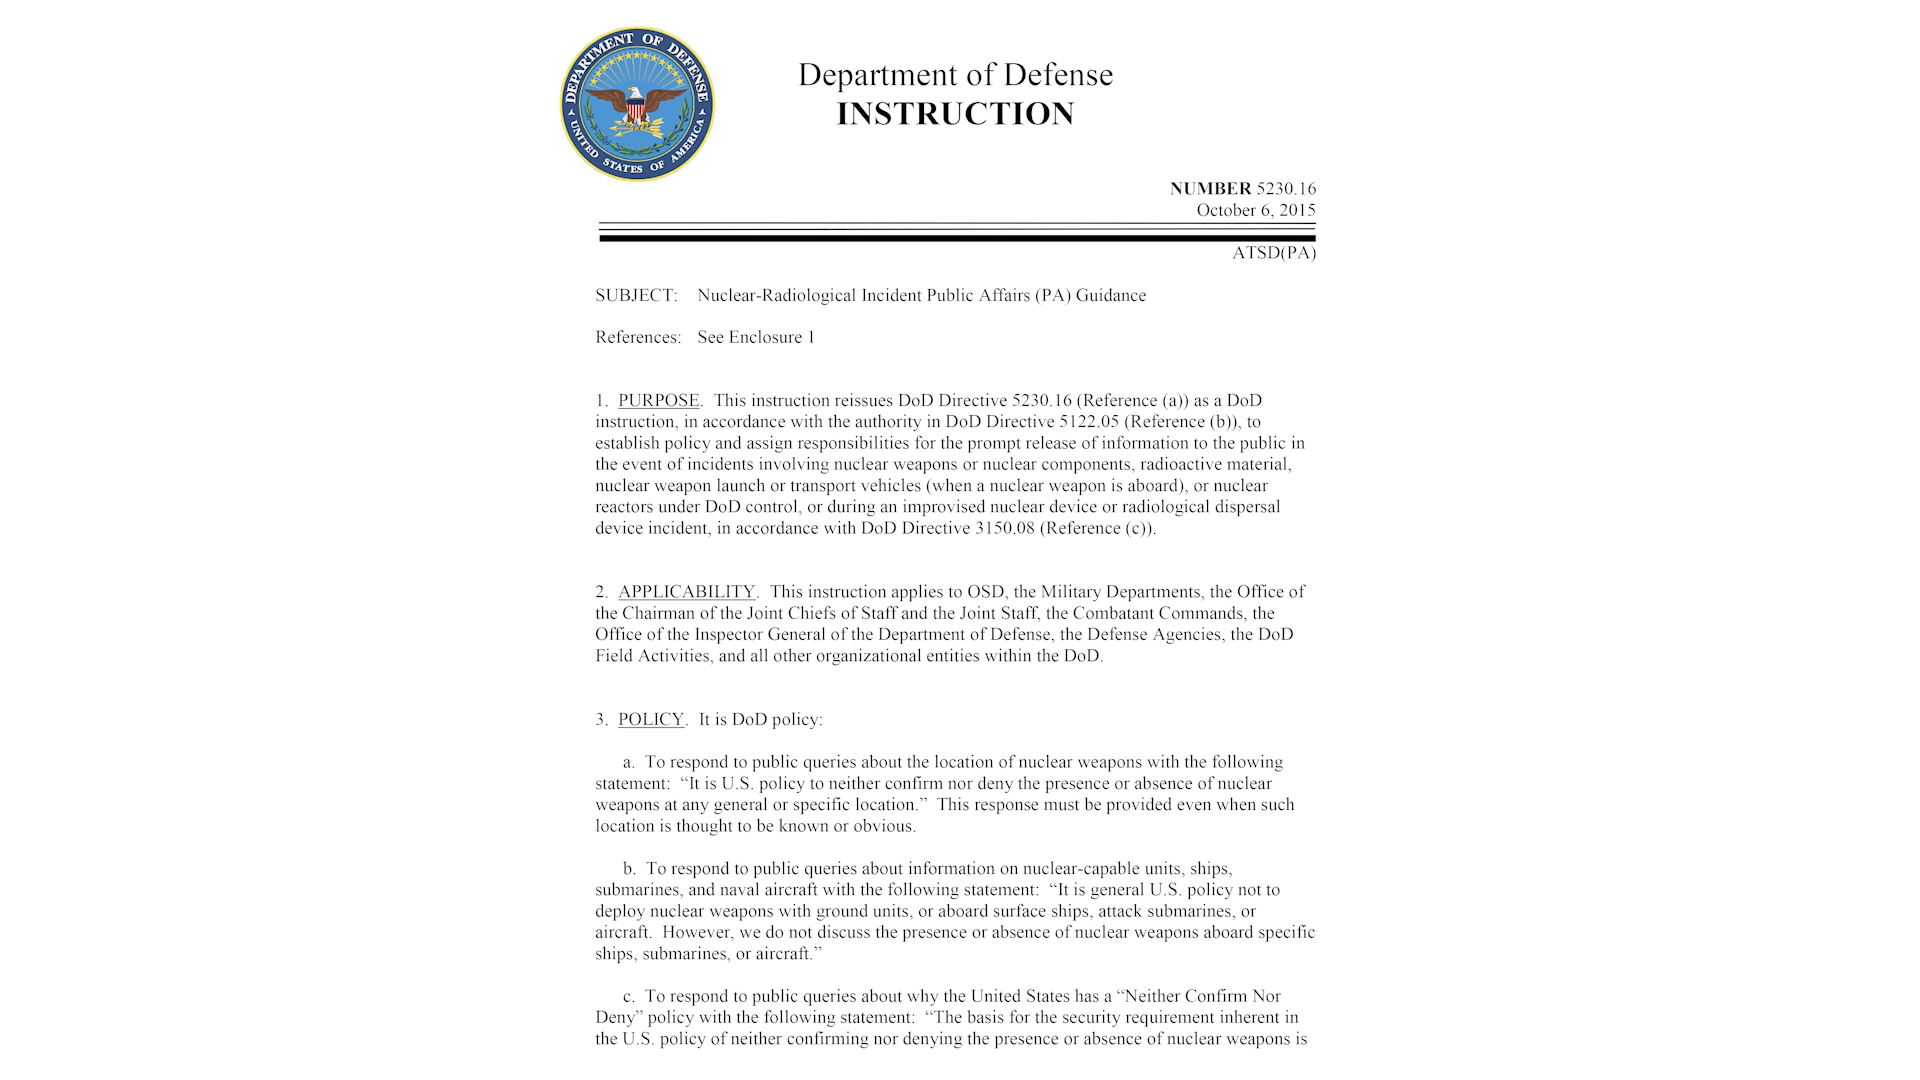 DEPARTMENT OF DEFENSE
UNITED STATES OF AMERICA
Department of Defense
INSTRUCTION
NUMBER 5230.16
October 6, 2015
ATSD(PA)
SUBJECT: Nuclear-Radiological Incident Public Affairs (PA) Guidance
References: See Enclosure 1
1. PURPOSE. This instruction reissues DoD Directive 5230.16 (Reference (a)) as a DoD
instruction, in accordance with the authority in DoD Directive 5122.05 (Reference (b)), to
establish policy and assign responsibilities for the prompt release of information to the public in
the event of incidents involving nuclear weapons or nuclear components, radioactive material,
nuclear weapon launch or transport vehicles (when a nuclear weapon is aboard), or nuclear
reactors under DoD control, or during an improvised nuclear device or radiological dispersal
device incident, in accordance with DoD Directive 3150.08 (Reference (c)).
2. APPLICABILITY. This instruction applies to OSD, the Military Departments, the Office of
the Chairman of the Joint Chiefs of Staff and the Joint Staff, the Combatant Commands, the
Office of the Inspector General of the Department of Defense, the Defense Agencies, the DoD
Field Activities, and all other organizational entities within the DoD.
3. POLICY. It is DoD policy:
a. To respond to public queries about the location of nuclear weapons with the following
statement: “It is U.S. policy to neither confirm nor deny the presence or absence of nuclear
weapons at any general or specific location.” This response must be provided even when such
location is thought to be known or obvious.
b. To respond to public queries about information on nuclear-capable units, ships,
submarines, and naval aircraft with the following statement: “It is general U.S. policy not to
deploy nuclear weapons with ground units, or aboard surface ships, attack submarines, or
aircraft. However, we do not discuss the presence or absence of nuclear weapons aboard specific
ships, submarines, or aircraft.”
c. To respond to public queries about why the United States has a “Neither Confirm Nor
Deny” policy with the following statement: “The basis for the security requirement inherent in
the U.S. policy of neither confirming nor denying the presence or absence of nuclear weapons is